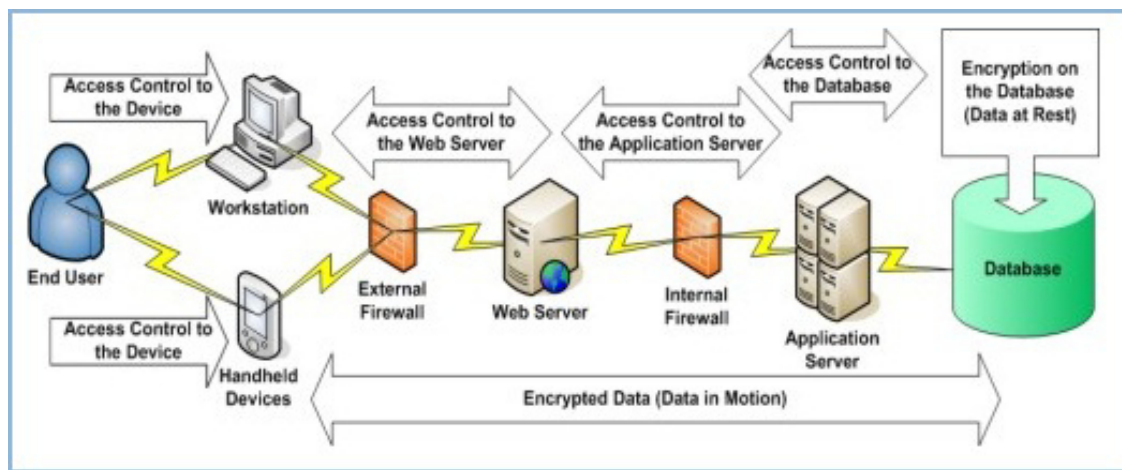 Access Control to
the Device
Workstation
End User
Access Control to
the Device
Handheld
Devices
Access Control to
the Web Server
External
Firewall
Web Server
Access Control to
the Application Server
Internal
Firewall
Access Control to
the Database
Application
Server
Encryption on
the Database
(Data at Rest)
Database
Encrypted Data (Data in Motion)